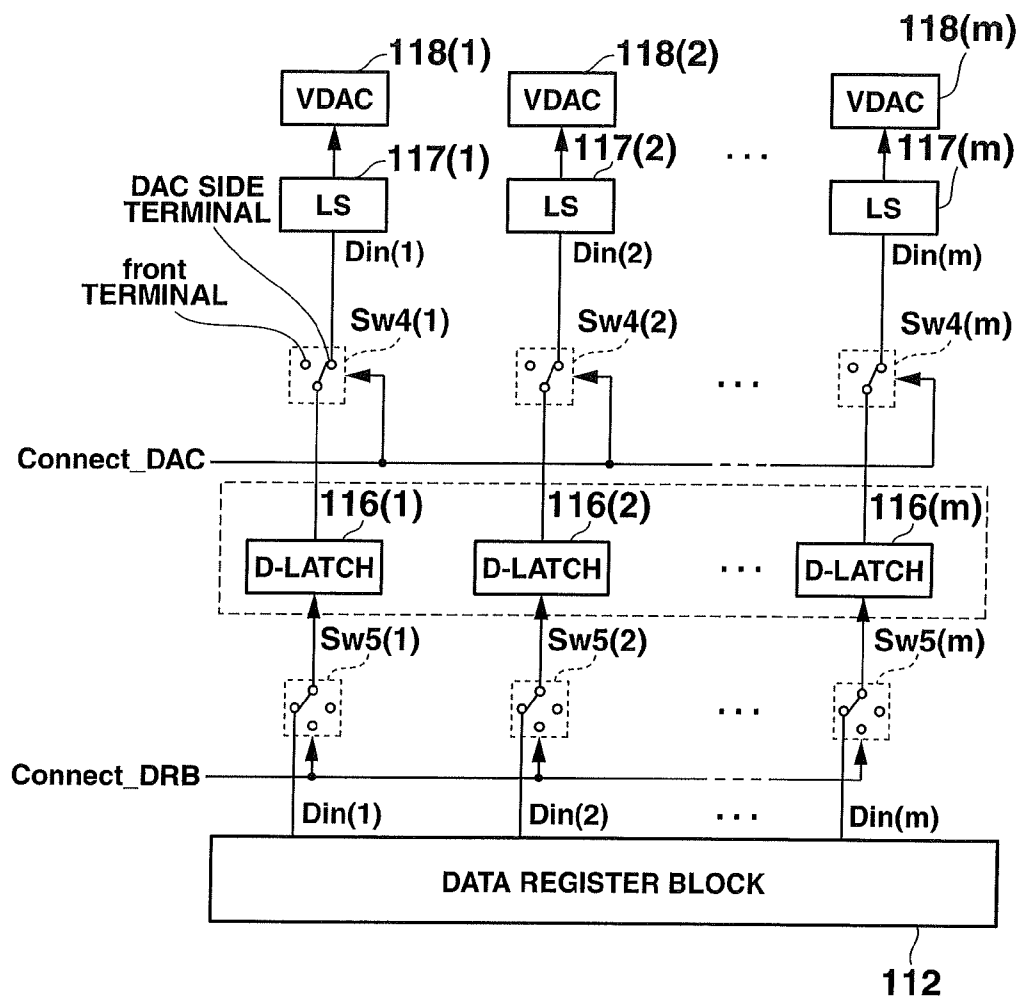 118(1)
118(2)
118(m)
VDAC
VDAC
VDAC
117(1)
117(2)
117(m)
. . .
DAC SIDE
TERMINAL
LS
LS
LS
Din(1)
Din(2)
Din(m)
front
TERMINAL
Sw4(1)
Sw4(2)
Sw4(m)
. . .
Connect_DAC
116(1)
116(2)
116(m)
D-LATCH
D-LATCH
. . .
D-LATCH
Sw5(1)
Sw5(2)
Sw5(m)
. . .
Connect_DRB
Din(1)
Din(2)
. . .
Din(m)
DATA REGISTER BLOCK
112